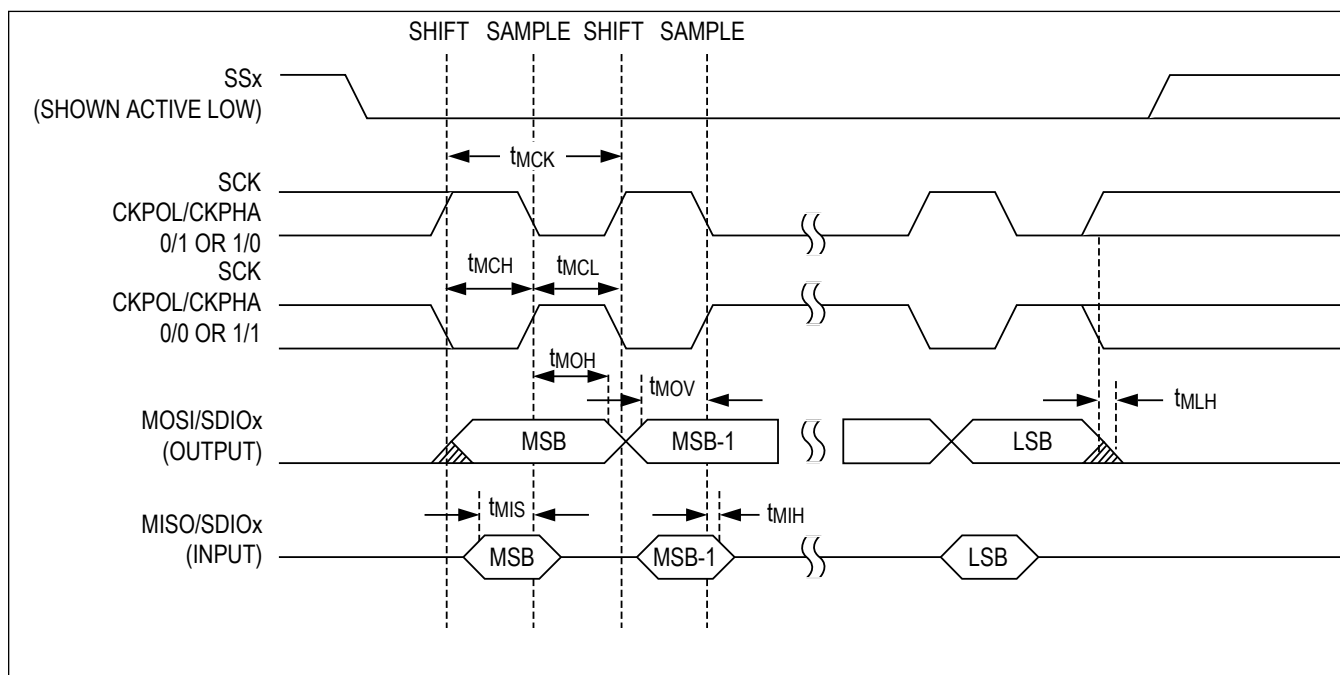 SHIFT SAMPLE SHIFT SAMPLE
SSx
(SHOWN ACTIVE LOW)
tMCK
SCK
CKPOL/CKPHA
0/1 OR 1/0
tMCH tMCL
SCK
CKPOL/CKPHA
0/0 OR 1/1
tMOH
tMOV
tMLH
MOSI/SDIOx
(OUTPUT)
MSB MSB-1 LSB
tMIS
tMIH
MISO/SDIOx
(INPUT)
MSB MSB-1 LSB